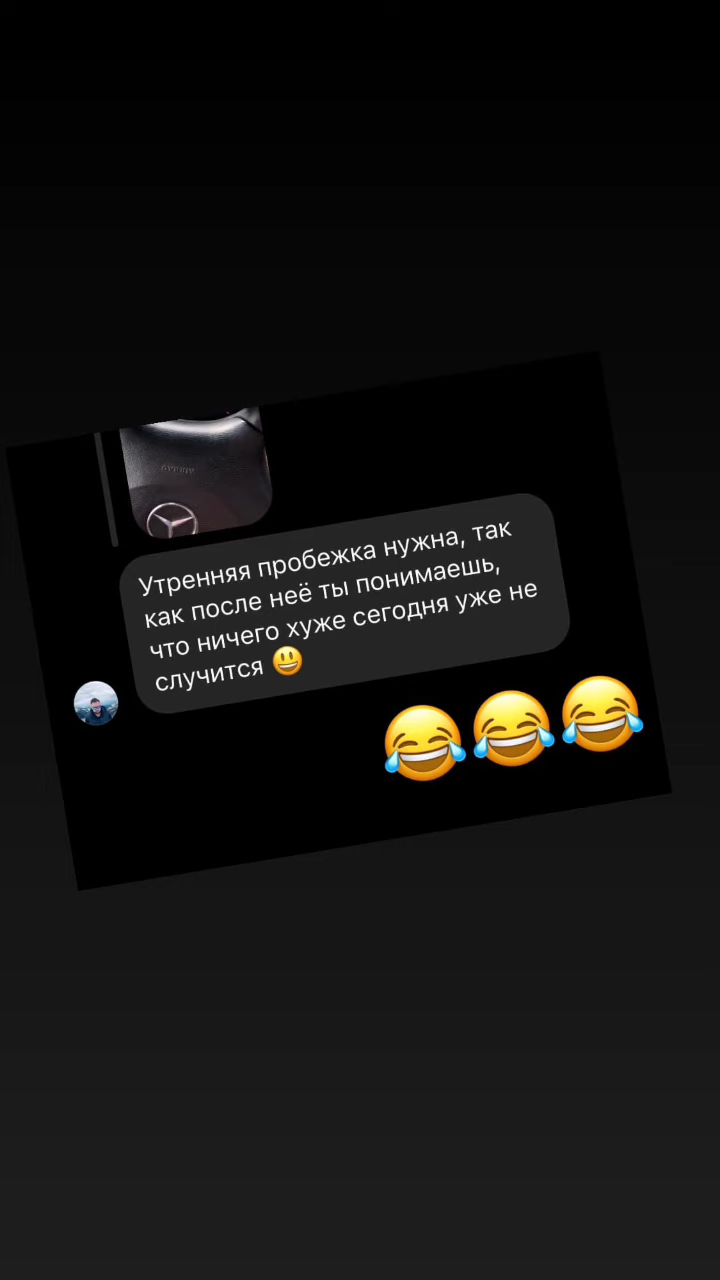 Утренняя пробежка нужна, так
как после неё ты понимаешь,
что ничего хуже сегодня уже не
случится 😃
😂😂😂